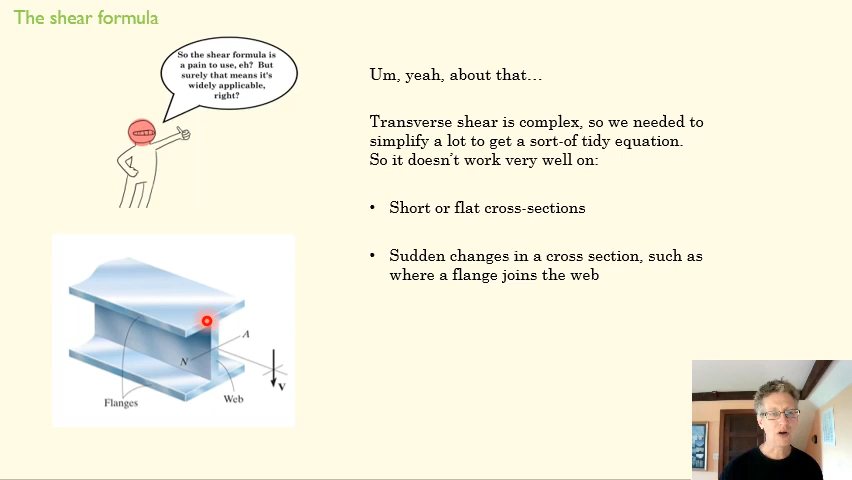 The shear formula
So the shear formula is
a pain to use, eh? But
surely that means it's
widely applicable,
right?
Um, yeah, about that…
Transverse shear is complex, so we needed to
simplify a lot to get a sort-of tidy equation.
So it doesn't work very well on:
• Short or flat cross-sections
• Sudden changes in a cross section, such as
where a flange joins the web
A
N
V
Flanges
Web